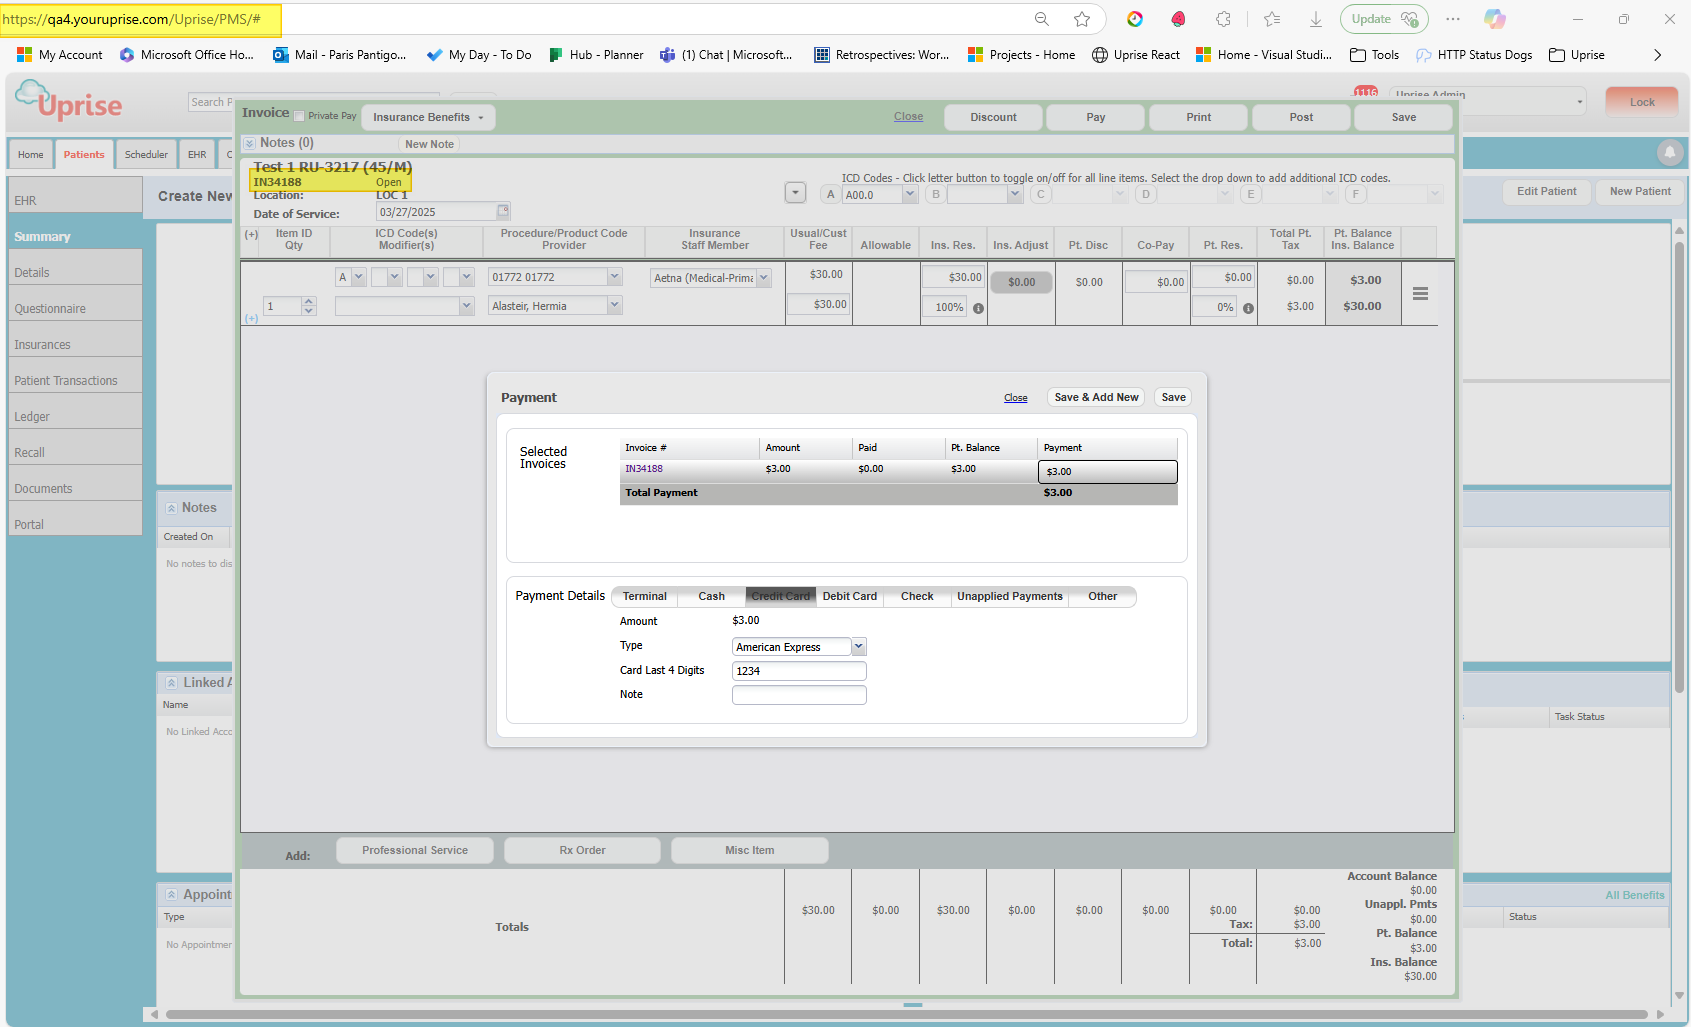 https://qa4.youruprise.com/Uprise/PMS/#
Update
My Account
Microsoft Office Ho...
Mail - Paris Pantigo...
My Day - To Do
Hub - Planner
(1) Chat | Microsoft...
Retrospectives: Wor...
Projects - Home
Uprise React
Home - Visual Studi...
Tools
HTTP Status Dogs
Uprise
Uprise
Search P
1116
Uprise Admin
Lock
Invoice
Private Pay
Insurance Benefits
Close
Discount
Pay
Print
Post
Save
Notes (0)
New Note
Home
Patients
Scheduler
EHR
Test 1 RU-3217 (45/M)
IN34188 Open
Location: LOC 1
Date of Service: 03/27/2025
ICD Codes - Click letter button to toggle on/off for all line items. Select the drop down to add additional ICD codes.
A A00.0 B C D E F
Create New
Edit Patient
New Patient
EHR
Summary
Details
Questionnaire
Insurances
Patient Transactions
Ledger
Recall
Documents
Portal
(+)
Item ID
Qty
ICD Code(s)
Modifier(s)
Procedure/Product Code
Provider
Insurance
Staff Member
Usual/Cust
Fee
Allowable
Ins. Res.
Ins. Adjust
Pt. Disc
Co-Pay
Pt. Res.
Total Pt.
Tax
Pt. Balance
Ins. Balance
A
01772 01772
Aetna (Medical-Prima
$30.00
$30.00
$0.00
$0.00
$0.00
$0.00
$0.00
$3.00
(+)
1
Alasteir, Hermia
$30.00
100%
0%
$3.00
$30.00
Payment
Close
Save & Add New
Save
Selected
Invoices
Invoice # Amount Paid Pt. Balance Payment
IN34188 $3.00 $0.00 $3.00 $3.00
Total Payment $3.00
Payment Details
Terminal
Cash
Credit Card
Debit Card
Check
Unapplied Payments
Other
Amount $3.00
Type American Express
Card Last 4 Digits 1234
Note
Notes
Created On
No notes to dis
Linked A
Name
No Linked Acco
Task Status
Appoint
Type
No Appointmer
All Benefits
Status
Add:
Professional Service
Rx Order
Misc Item
Totals
$30.00
$0.00
$30.00
$0.00
$0.00
$0.00
$0.00
$0.00
Tax: $3.00
Total: $3.00
Account Balance
$0.00
Unappl. Pmts
$0.00
Pt. Balance
$3.00
Ins. Balance
$30.00